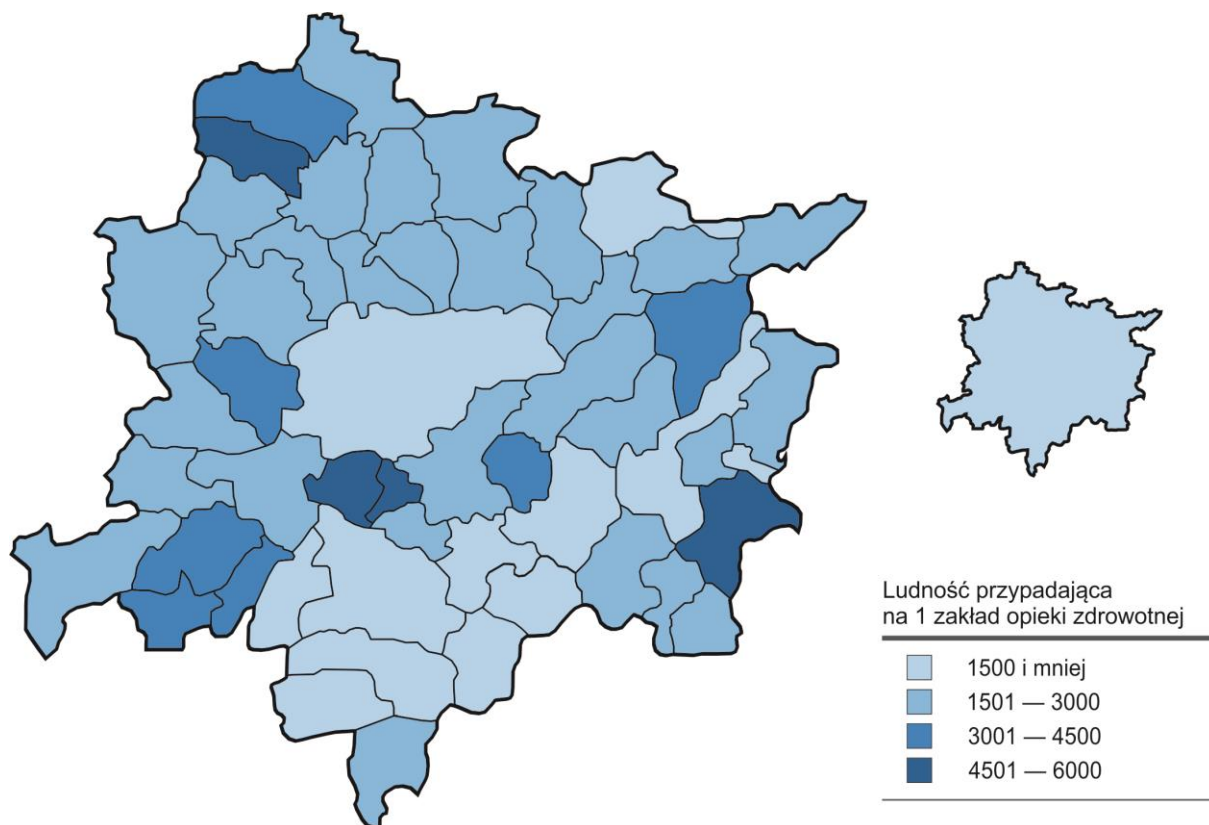 Ludność przypadająca
na 1 zakład opieki zdrowotnej
1500 i mniej
1501 — 3000
3001 — 4500
4501 — 6000